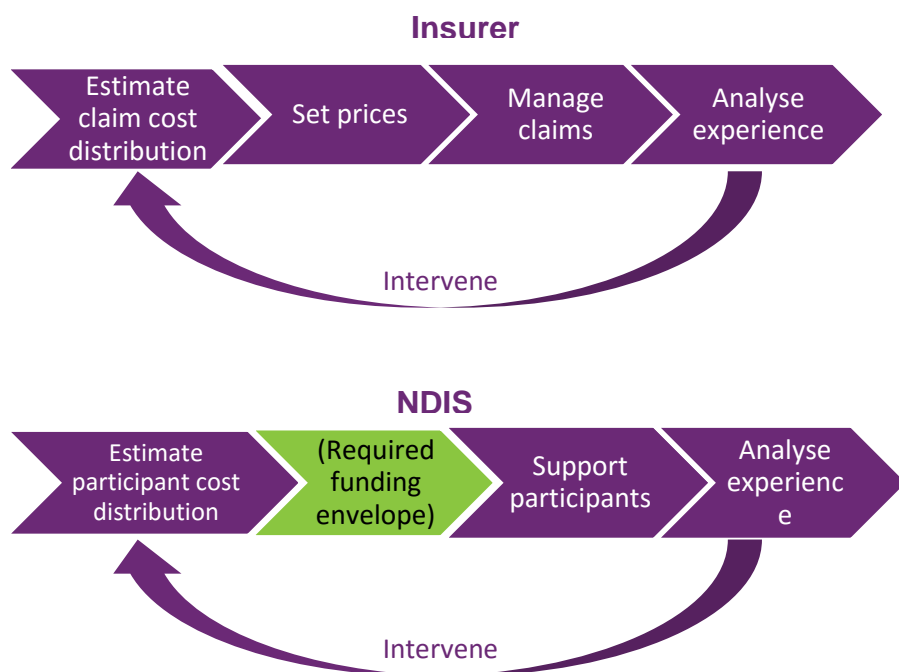 Insurer
Estimate
claim cost
distribution
Set prices
Manage
claims
Analyse
experience
Intervene
NDIS
Estimate
participant cost
distribution
(Required
funding
envelope)
Support
participants
Analyse
experienc
e
Intervene